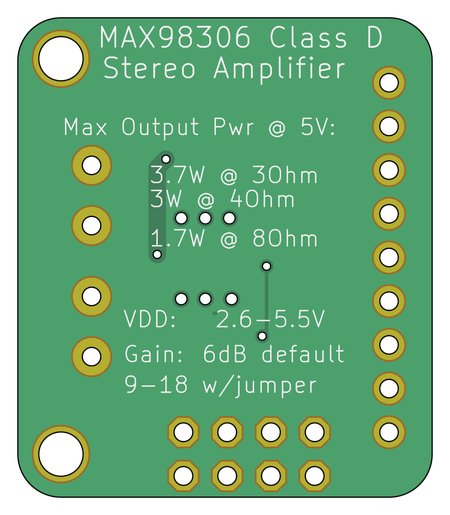 MAX98306 Class D
Stereo Amplifier
Max Output Pwr @ 5V:
3.7W @ 3Ohm
3W @ 4Ohm
1.7W @ 8Ohm
VDD: 2.6-5.5V
Gain: 6dB default
9-18 w/jumper